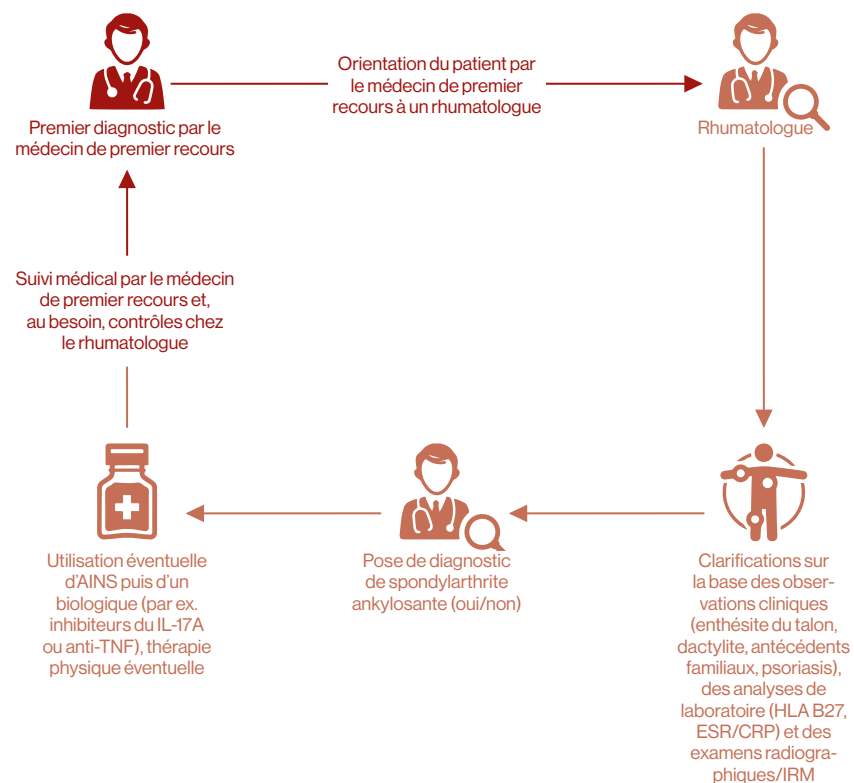 Premier diagnostic par le
médecin de premier recours
Orientation du patient par
le médecin de premier
recours à un rhumatologue
Rhumatologue
Clarifications sur
la base des obser-
vations cliniques
(enthésite du talon,
dactylite, antécédents
familiaux, psoriasis),
des analyses de
laboratoire (HLA B27,
ESR/CRP) et des
examens radiogra-
phiques/IRM
Pose de diagnostic
de spondylarthrite
ankylosante (oui/non)
Utilisation éventuelle
d’AINS puis d’un
biologique (par ex.
inhibiteurs du IL-17A
ou anti-TNF), thérapie
physique éventuelle
Suivi médical par le médecin
de premier recours et,
au besoin, contrôles chez
le rhumatologue